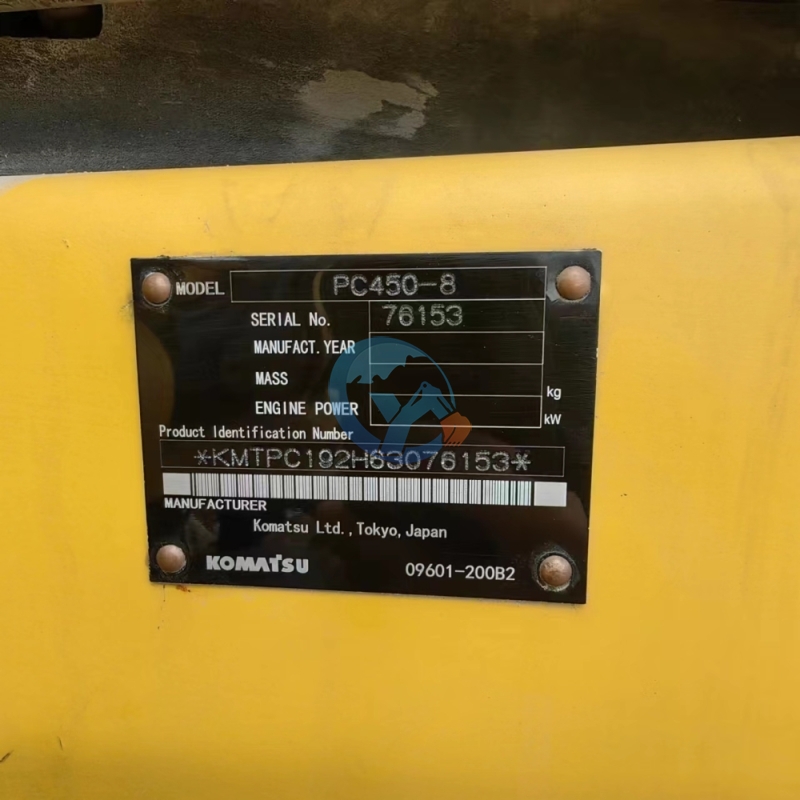 MODEL PC450-8
SERIAL No. 76153
MANUFACT. YEAR
MASS kg
ENGINE POWER kW
Product Identification Number
*KMTPC192H63076153*
MANUFACTURER
Komatsu Ltd., Tokyo, Japan
KOMATSU 09601-200B2